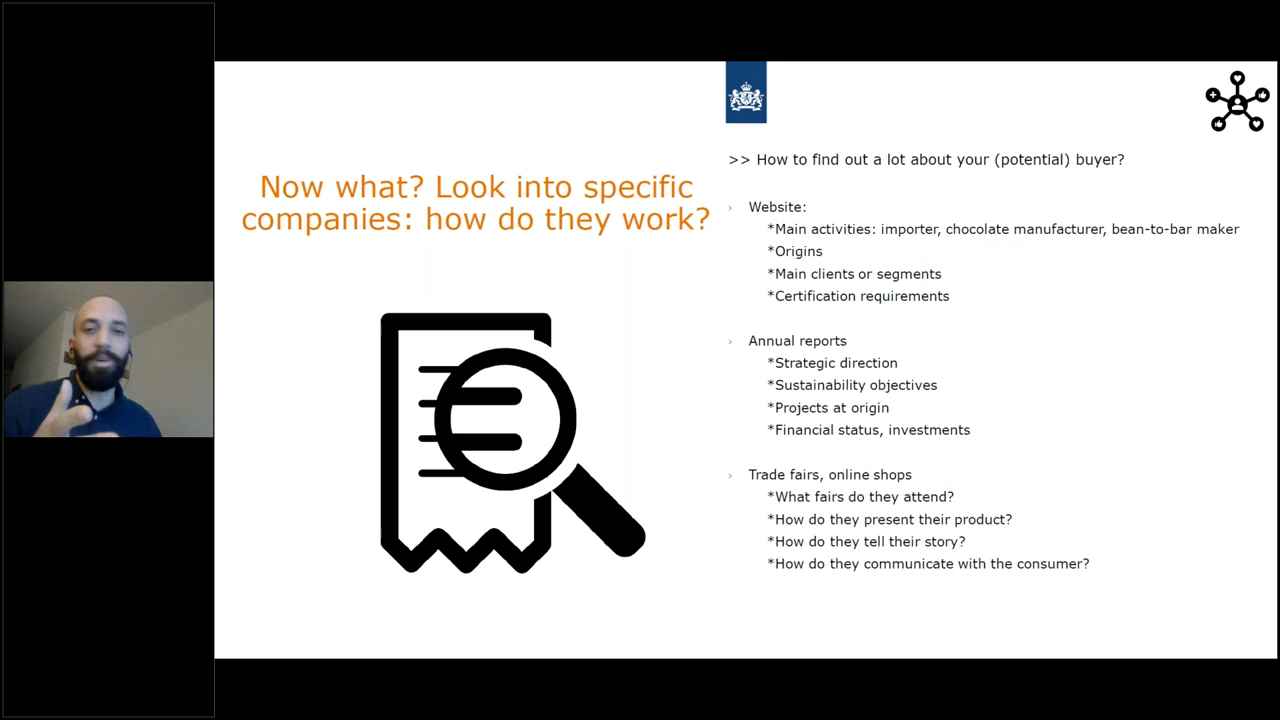 Now what? Look into specific
companies: how do they work?
>> How to find out a lot about your (potential) buyer?
› Website:
*Main activities: importer, chocolate manufacturer, bean-to-bar maker
*Origins
*Main clients or segments
*Certification requirements
› Annual reports
*Strategic direction
*Sustainability objectives
*Projects at origin
*Financial status, investments
› Trade fairs, online shops
*What fairs do they attend?
*How do they present their product?
*How do they tell their story?
*How do they communicate with the consumer?